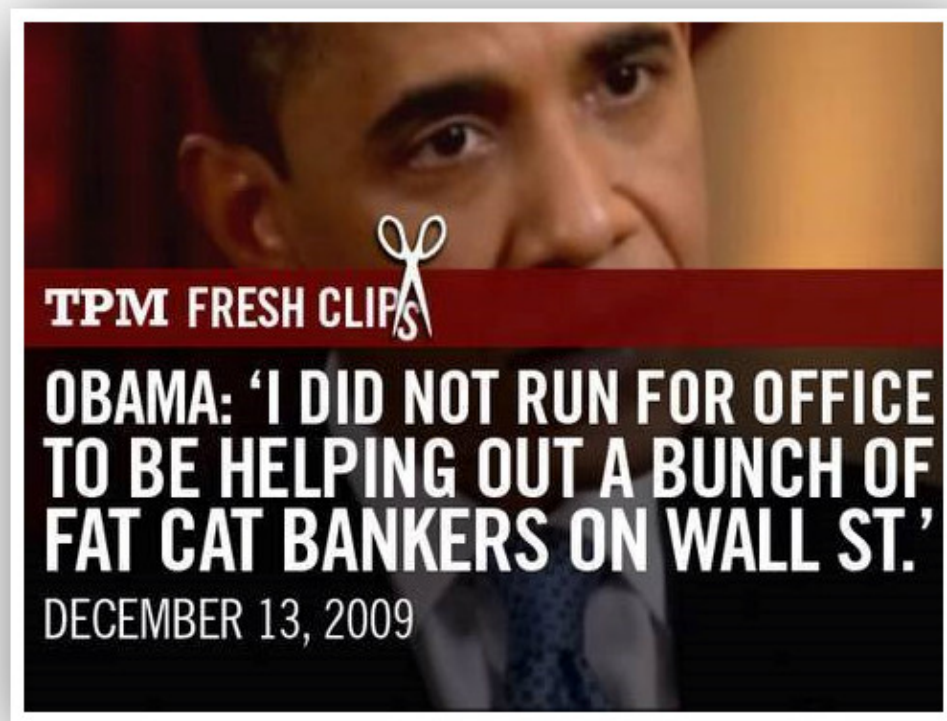 TPM FRESH CLIPS
OBAMA: ‘I DID NOT RUN FOR OFFICE
TO BE HELPING OUT A BUNCH OF
FAT CAT BANKERS ON WALL ST.’
DECEMBER 13, 2009